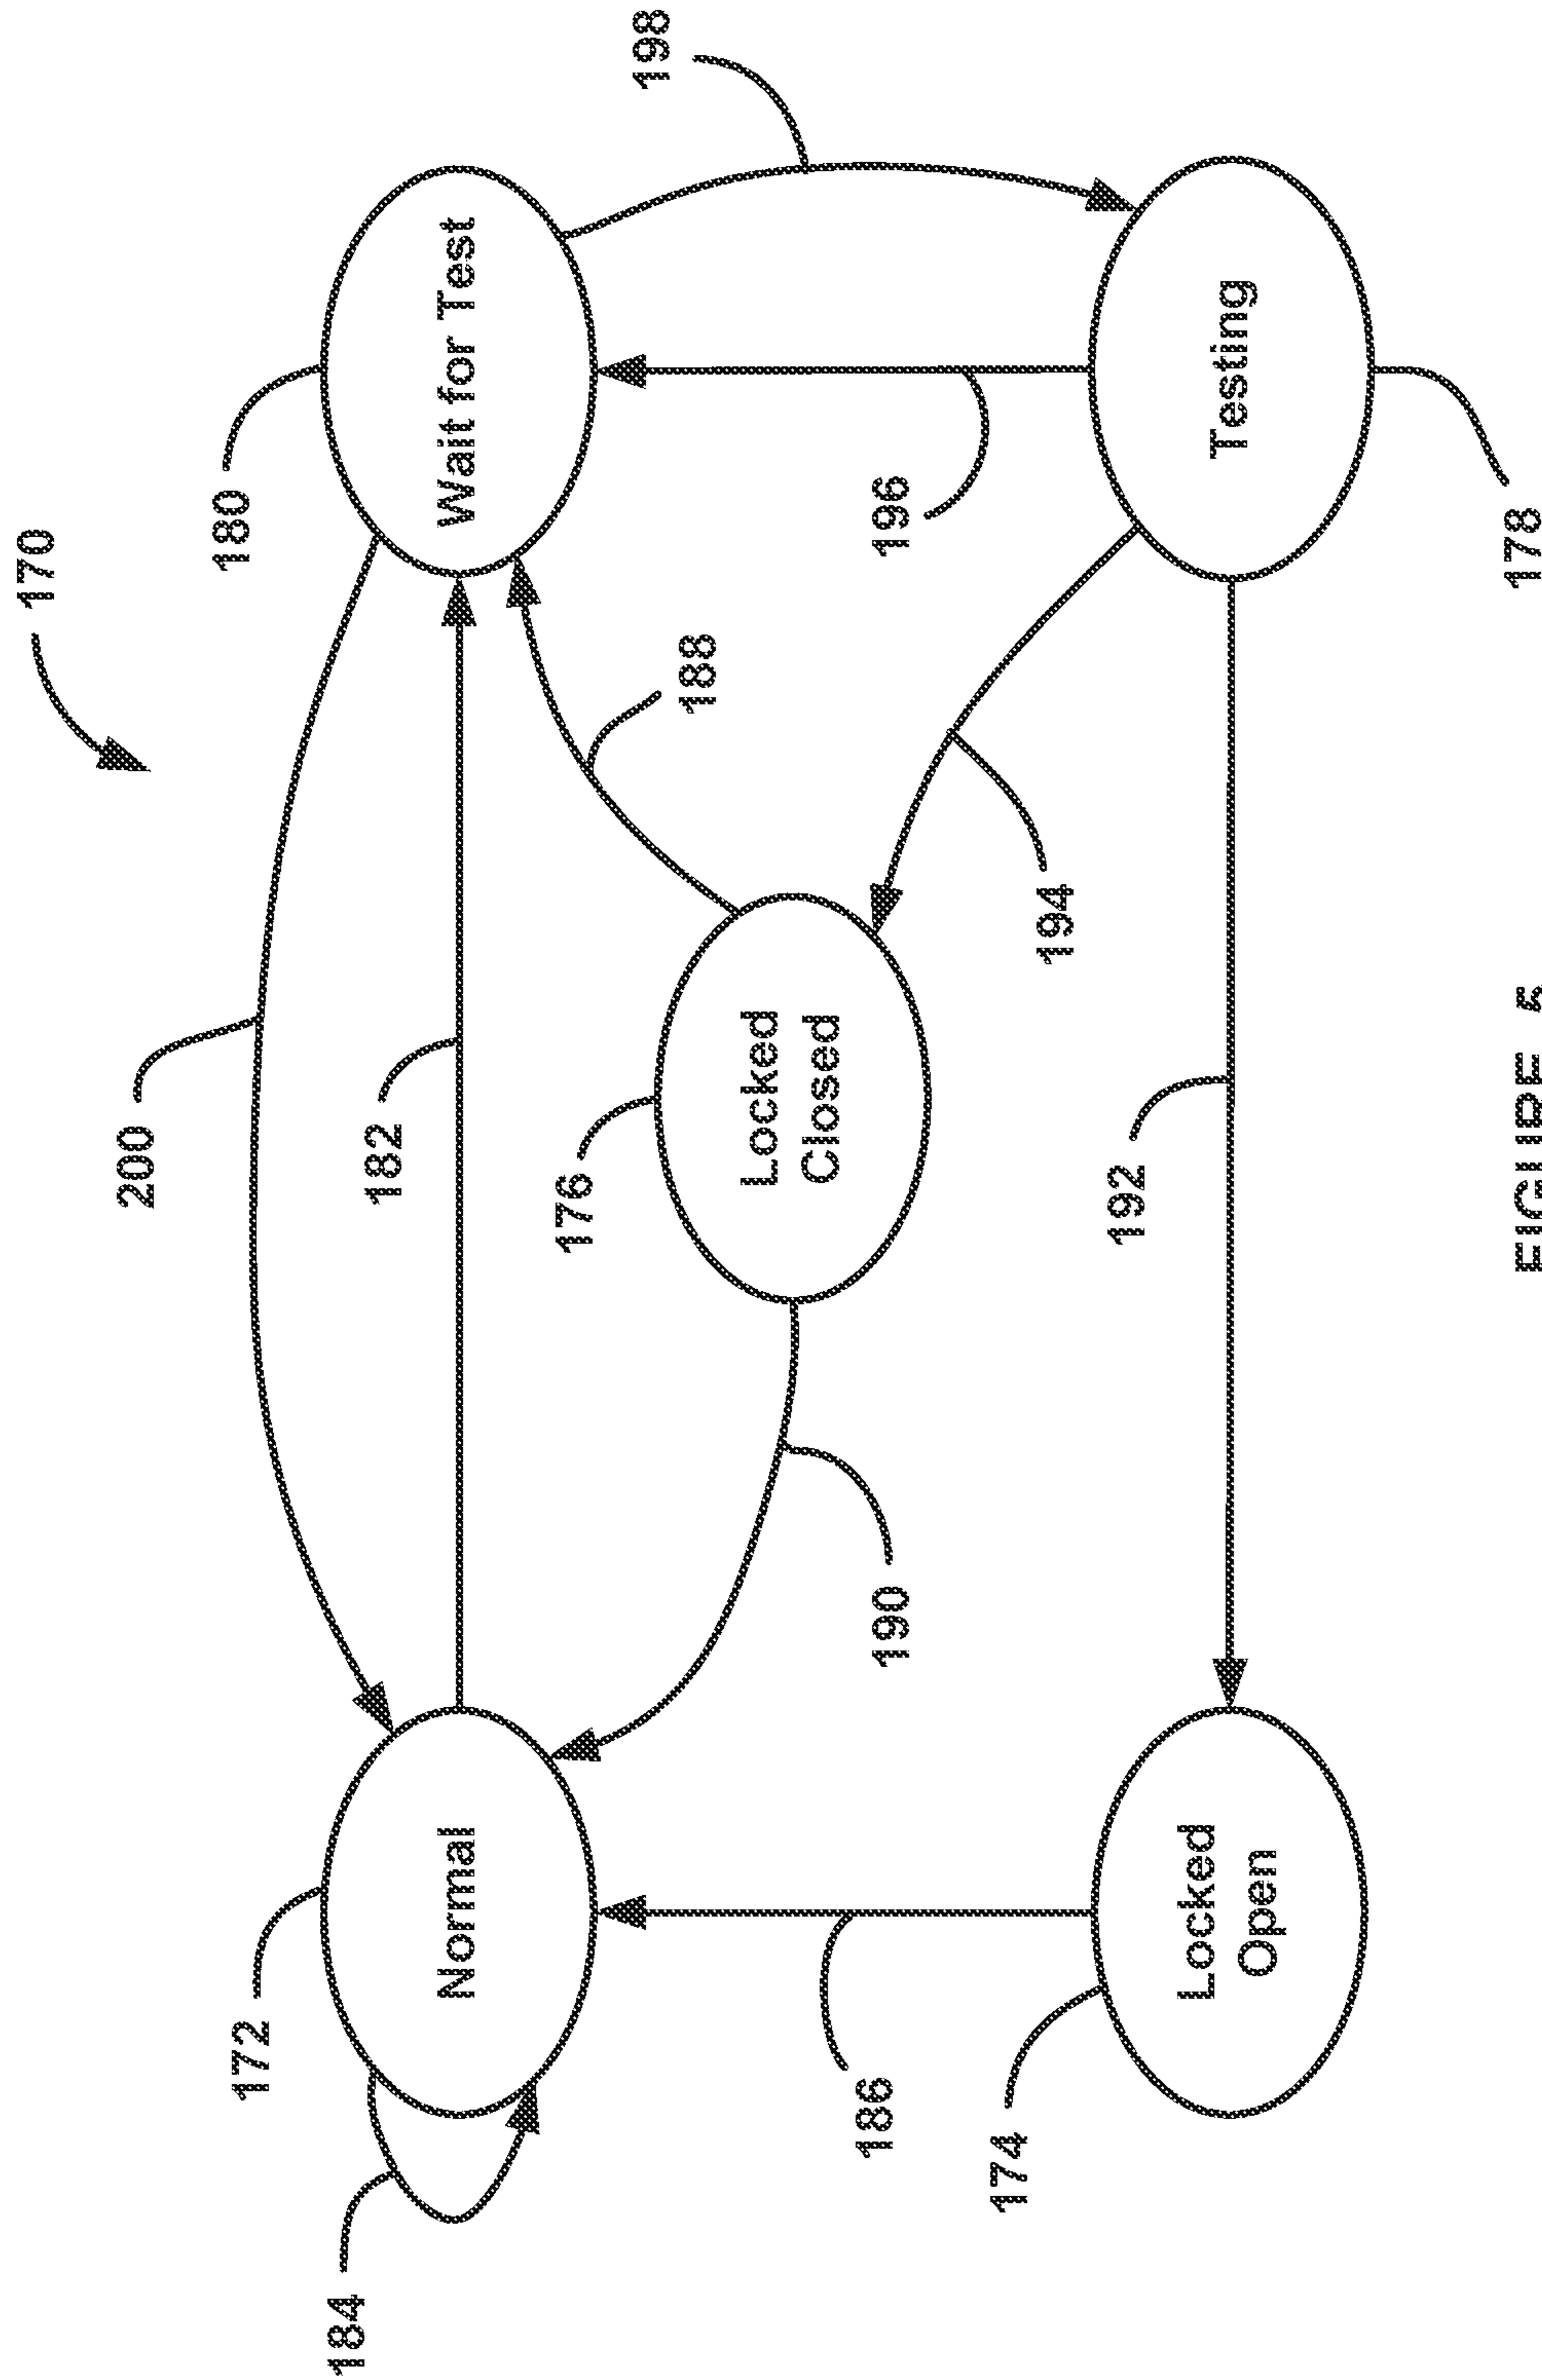 170
200
172
180
184
182
Normal
Wait for Test
176
198
188
Locked
Closed
186
190
196
174
194
192
Locked
Open
Testing
178
FIGURE 5